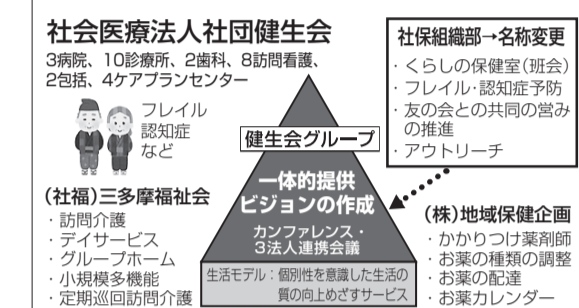 社会医療法人社団健生会
3病院、10診療所、2歯科、8訪問看護、
2包括、4ケアプランセンター
フレイル
認知症
など
社保組織部→名称変更
・くらしの保健室(班会)
・フレイル・認知症予防
・友の会との共同の営み
の推進
・アウトリーチ
健生会グループ
一体的提供
ビジョンの作成
カンファレンス・
3法人連携会議
生活モデル：個別性を意識した生活の
質の向上めざすサービス
(社福)三多摩福祉会
・訪問介護
・デイサービス
・グループホーム
・小規模多機能
・定期巡回訪問介護
(株)地域保健企画
・かかりつけ薬剤師
・お薬の種類の調整
・お薬の配達
・お薬カレンダー